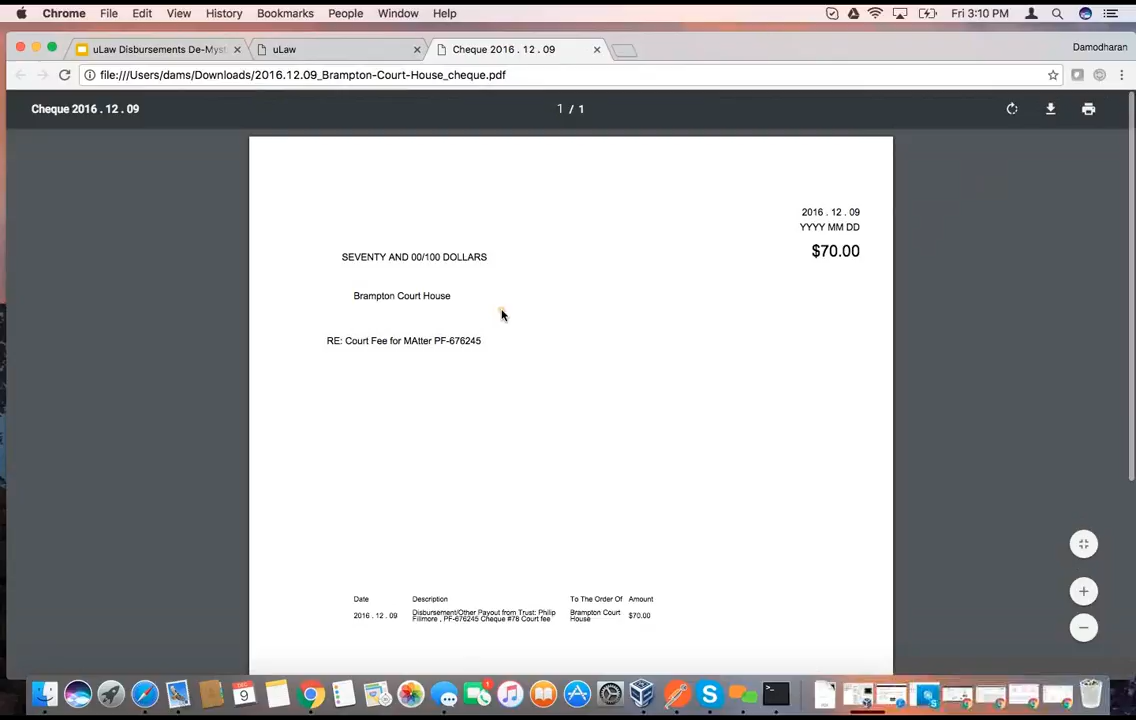 Chrome File Edit View History Bookmarks People Window Help Fri 3:10 PM
uLaw Disbursements De-Myst uLaw Cheque 2016 . 12 . 09 Damodharan
file:///Users/dams/Downloads/2016.12.09_Brampton-Court-House_cheque.pdf
Cheque 2016 . 12 . 09 1 / 1
2016 . 12 . 09
YYYY MM DD
$70.00
SEVENTY AND 00/100 DOLLARS
Brampton Court House
RE: Court Fee for MAtter PF-676245
Date Description To The Order Of Amount
2016 . 12 . 09 Disbursement/Other Payout from Trust: Philip Brampton Court $70.00
Fillmore , PF-676245 Cheque #78 Court fee House
DEC
9
1